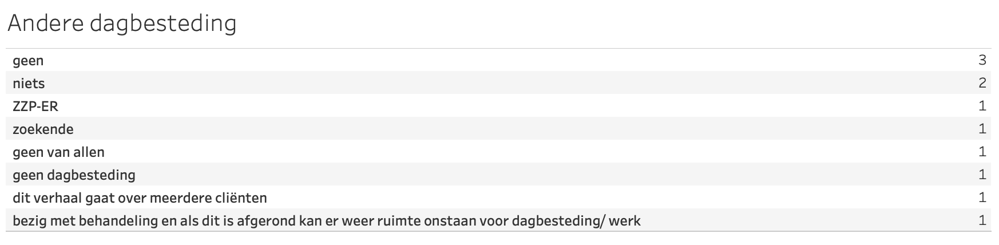 Andere dagbesteding
geen 3
niets 2
ZZP-ER 1
zoekende 1
geen van allen 1
geen dagbesteding 1
dit verhaal gaat over meerdere cliënten 1
bezig met behandeling en als dit is afgerond kan er weer ruimte onstaan voor dagbesteding/ werk 1